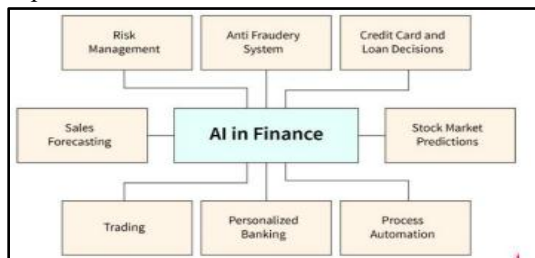 Risk
Management
Anti Fraudery
System
Credit Card and
Loan Decisions
Sales
Forecasting
AI in Finance
Stock Market
Predictions
Trading
Personalized
Banking
Process
Automation